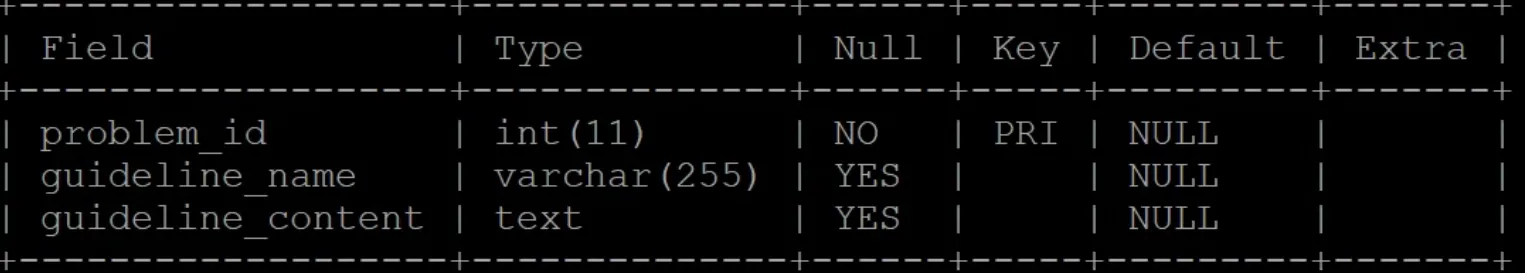 +--------------------+--------------+------+-----+---------+-------+
| Field              | Type         | Null | Key | Default | Extra |
+--------------------+--------------+------+-----+---------+-------+
| problem_id         | int(11)      | NO   | PRI | NULL    |       |
| guideline_name     | varchar(255) | YES  |     | NULL    |       |
| guideline_content  | text         | YES  |     | NULL    |       |
+--------------------+--------------+------+-----+---------+-------+